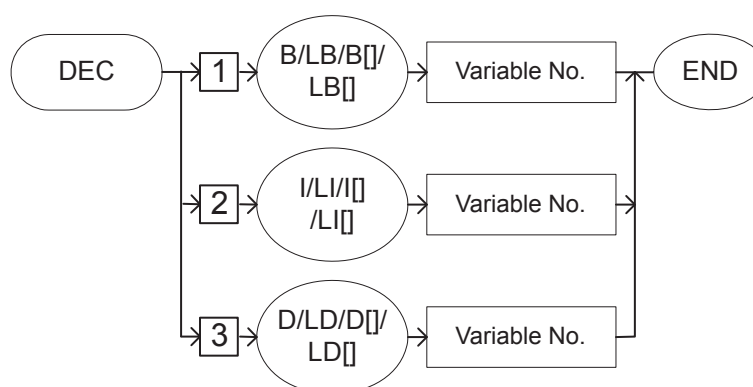 DEC
1
B/LB/B[]/
LB[]
Variable No.
END
2
I/LI/I[]
/LI[]
Variable No.
3
D/LD/D[]/
LD[]
Variable No.